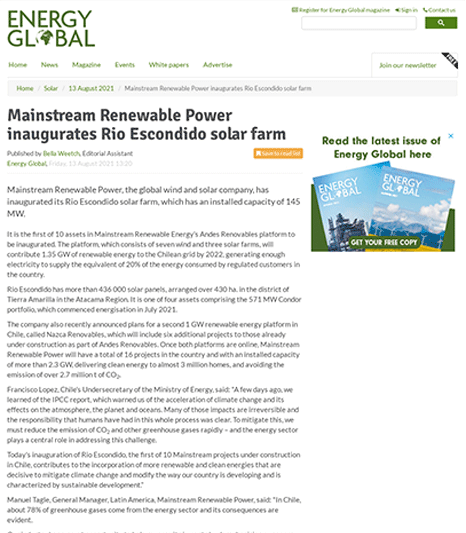 ENERGY
GLOBAL
Register for Energy Global magazine Sign in Contact us
Home News Magazine Events White papers Advertise
Join our newsletter
Home / Solar / 13 August 2021 / Mainstream Renewable Power inaugurates Rio Escondido solar farm
Mainstream Renewable Power
inaugurates Rio Escondido solar farm
Published by Bella Weetch, Editorial Assistant
Save to read list
Energy Global, Friday, 13 August 2021 13:20
Read the latest issue of
Energy Global here
ENERGY
GLOBAL
ENERGY
GLOBAL
GET YOUR FREE COPY
Mainstream Renewable Power, the global wind and solar company, has
inaugurated its Rio Escondido solar farm, which has an installed capacity of 145
MW.
It is the first of 10 assets in Mainstream Renewable Energy's Andes Renovables platform to
be inaugurated. The platform, which consists of seven wind and three solar farms, will
contribute 1.35 GW of renewable energy to the Chilean grid by 2022, generating enough
electricity to supply the equivalent of 20% of the energy consumed by regulated customers in
the country.
Rio Escondido has more than 436 000 solar panels, arranged over 430 ha. in the district of
Tierra Amarilla in the Atacama Region. It is one of four assets comprising the 571 MW Condor
portfolio, which commenced energisation in July 2021.
The company also recently announced plans for a second 1 GW renewable energy platform in
Chile, called Nazca Renovables, which will include six additional projects to those already
under construction as part of Andes Renovables. Once both platforms are online, Mainstream
Renewable Power will have a total of 16 projects in the country and with an installed capacity
of more than 2.3 GW, delivering clean energy to almost 3 million homes, and avoiding the
emission of over 2.7 million t of CO₂.
Francisco Lopez, Chile's Undersecretary of the Ministry of Energy, said: "A few days ago, we
learned of the IPCC report, which warned us of the acceleration of climate change and its
effects on the atmosphere, the planet and oceans. Many of those impacts are irreversible and
the responsibility that humans have had in this whole process was clear. To mitigate this, we
must reduce the emission of CO₂ and other greenhouse gases rapidly – and the energy sector
plays a central role in addressing this challenge.
Today's inauguration of Rio Escondido, the first of 10 Mainstream projects under construction
in Chile, contributes to the incorporation of more renewable and clean energies that are
decisive to mitigate climate change and modify the way our country is developing and is
characterized by sustainable development."
Manuel Tagle, General Manager, Latin America, Mainstream Renewable Power, said: "In Chile,
about 78% of greenhouse gases come from the energy sector and its consequences are
evident.